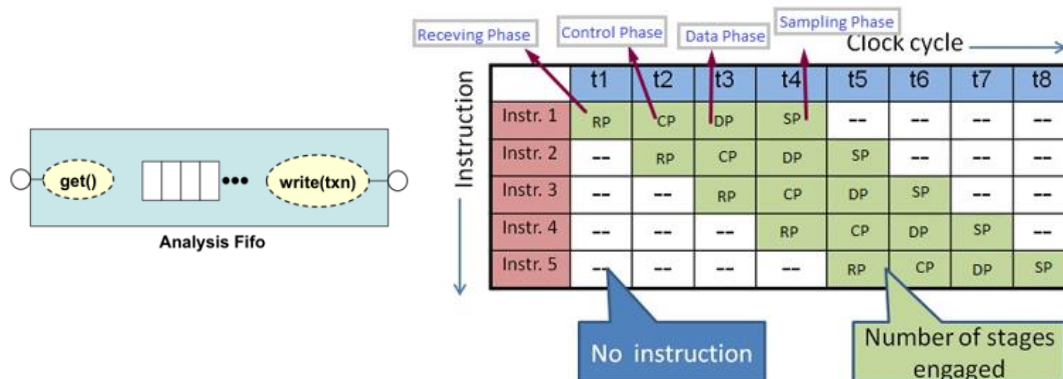 get()
write(txn)
Analysis Fifo
Receving Phase
Control Phase
Data Phase
Sampling Phase
Clock cycle
Instruction
t1 t2 t3 t4 t5 t6 t7 t8
Instr. 1 RP CP DP SP -- -- -- --
Instr. 2 -- RP CP DP SP -- -- --
Instr. 3 -- -- RP CP DP SP -- --
Instr. 4 -- -- -- RP CP DP SP --
Instr. 5 -- -- -- -- RP CP DP SP
No instruction
Number of stages
engaged